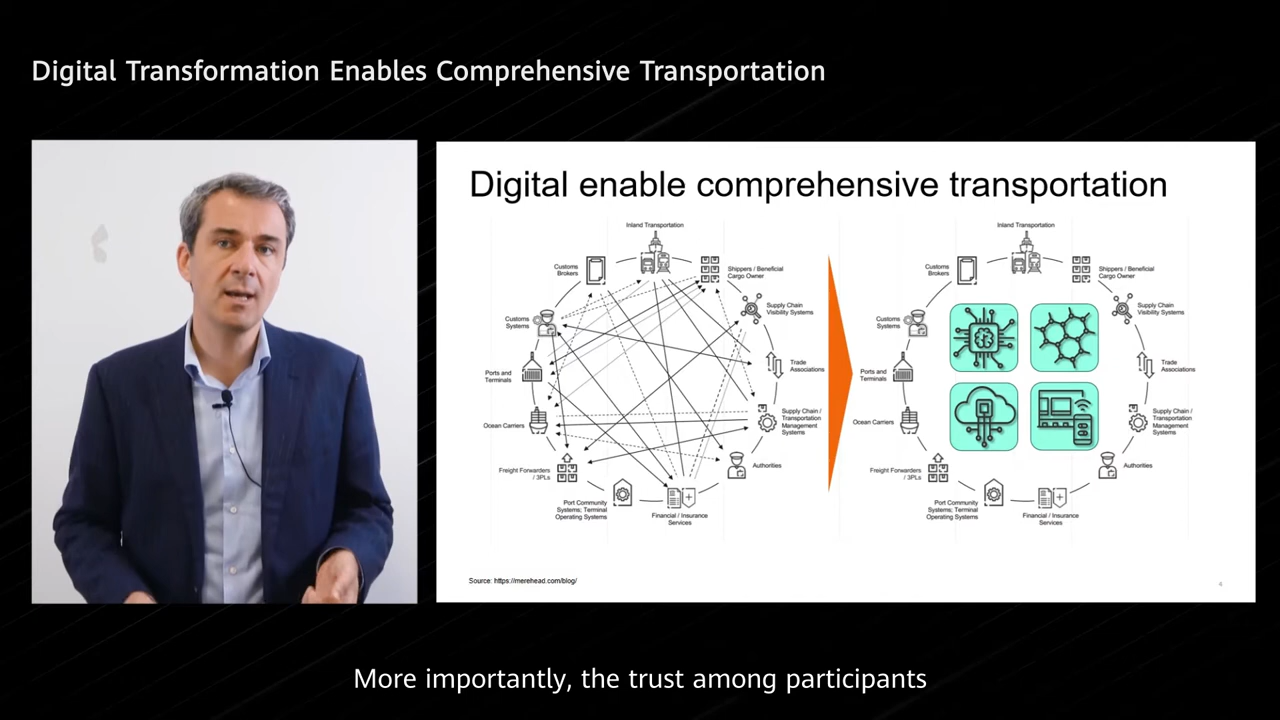 Digital Transformation Enables Comprehensive Transportation
Digital enable comprehensive transportation
Inland Transportation
Customs
Brokers
Shippers / Beneficial
Cargo Owner
Customs
Systems
Supply Chain
Visibility Systems
Ports and
Terminals
Trade
Associations
Ocean Carriers
Supply Chain /
Transportation
Management
Systems
Freight Forwarders
/ 3PLs
Authorities
Port Community
Systems; Terminal
Operating Systems
Financial / Insurance
Services
Inland Transportation
Customs
Brokers
Shippers / Beneficial
Cargo Owner
Customs
Systems
Supply Chain
Visibility Systems
Ports and
Terminals
Trade
Associations
Ocean Carriers
Supply Chain /
Transportation
Management
Systems
Freight Forwarders
/ 3PLs
Authorities
Port Community
Systems; Terminal
Operating Systems
Financial / Insurance
Services
Source: https://merehead.com/blog/
4
More importantly, the trust among participants